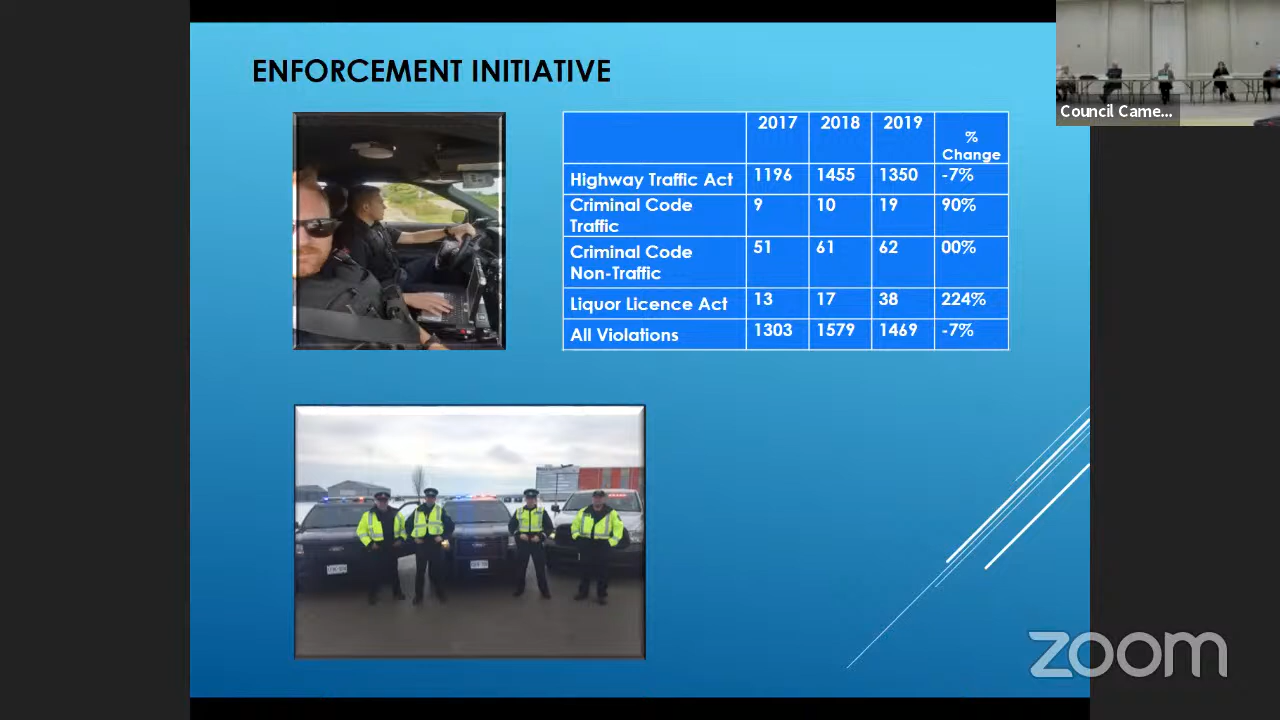 ENFORCEMENT INITIATIVE
Council Came...
2017 2018 2019 %
Change
Highway Traffic Act 1196 1455 1350 -7%
Criminal Code 9 10 19 90%
Traffic
Criminal Code 51 61 62 00%
Non-Traffic
Liquor Licence Act 13 17 38 224%
All Violations 1303 1579 1469 -7%
zoom